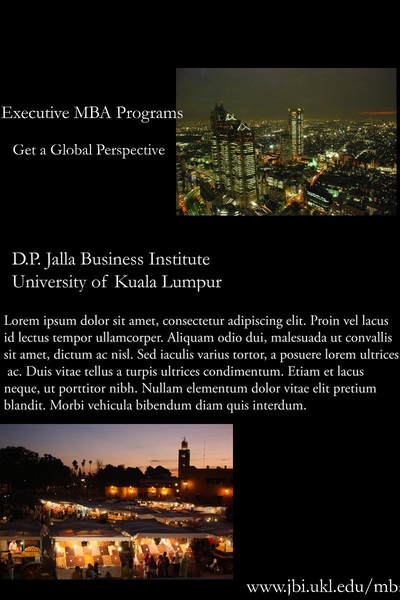 Executive MBA Programs
Get a Global Perspective
D.P. Jalla Business Institute
University of Kuala Lumpur
Lorem ipsum dolor sit amet, consectetur adipiscing elit. Proin vel lacus
id lectus tempor ullamcorper. Aliquam odio dui, malesuada ut convallis
sit amet, dictum ac nisl. Sed iaculis varius tortor, a posuere lorem ultrices
ac. Duis vitae tellus a turpis ultrices condimentum. Etiam et lacus
neque, ut porttitor nibh. Nullam elementum dolor vitae elit pretium
blandit. Morbi vehicula bibendum diam quis interdum.
www.jbi.ukl.edu/mb